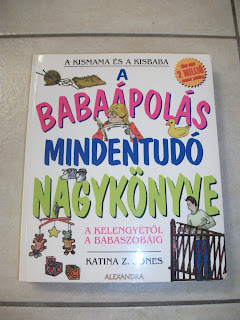 A KISMAMA ÉS A KISBABA
A
BABAÁPOLÁS
MINDENTUDÓ
NAGYKÖNYVE
A KELENGYÉTŐL
A BABASZOBÁIG
KATINA Z. JONES
ALEXANDRA